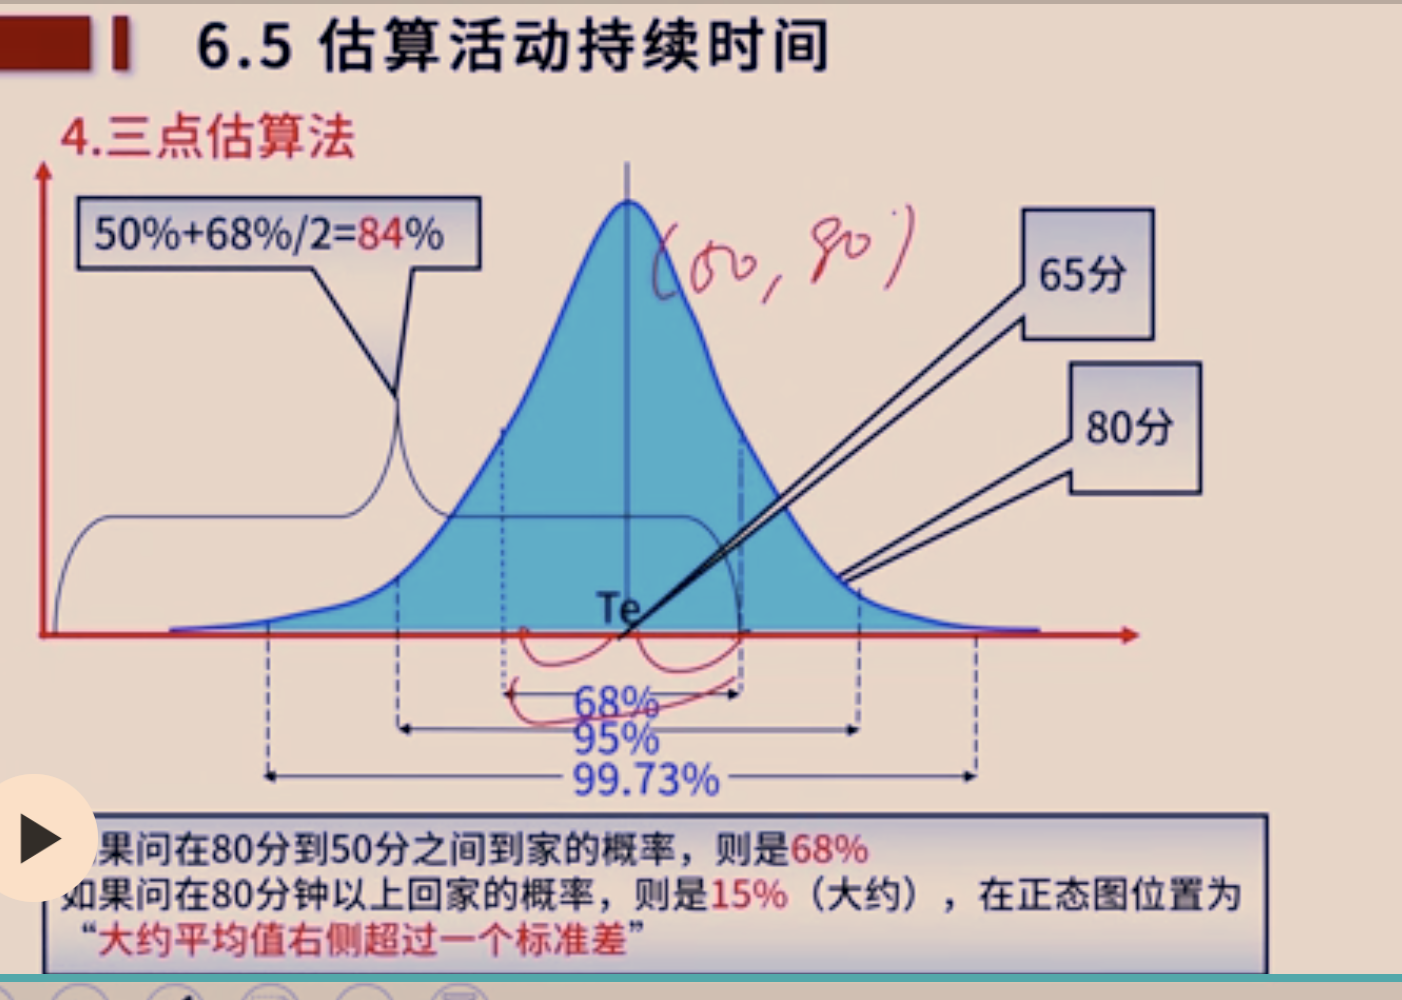 6.5 估算活动持续时间
4.三点估算法
50%+68%/2=84%
(50, 80)
65分
80分
Te
68%
95%
99.73%
果问在80分到50分之间到家的概率，则是68%
如果问在80分钟以上回家的概率，则是15%（大约），在正态图位置为
“大约平均值右侧超过一个标准差”